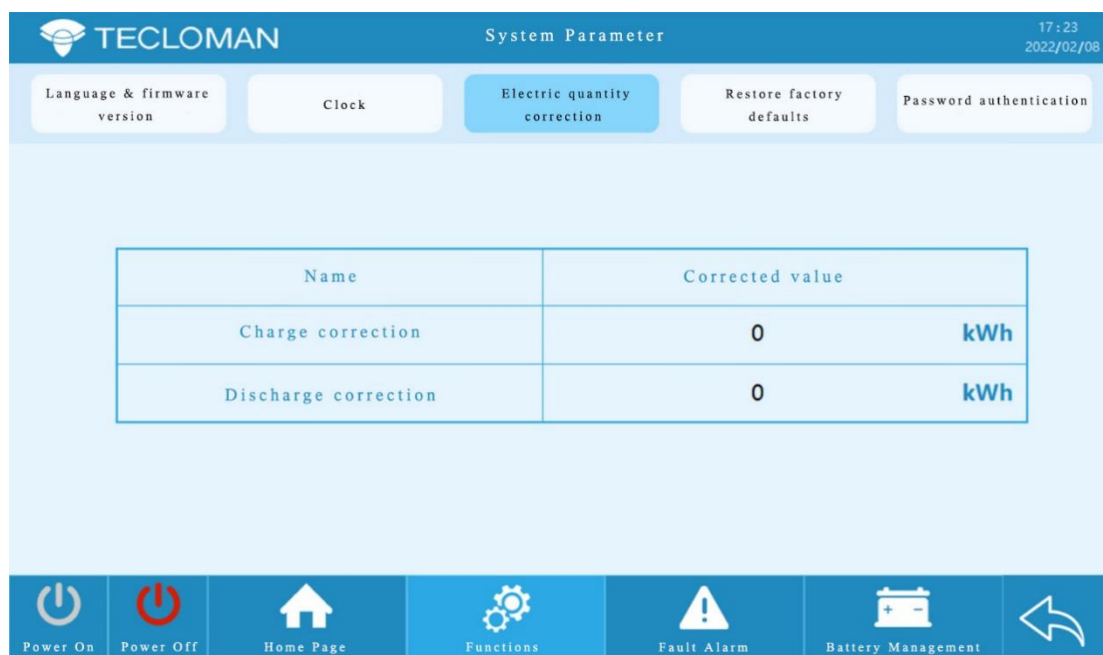 TECLOMAN
System Parameter
17:23
2022/02/08
Language & firmware
version
Clock
Electric quantity
correction
Restore factory
defaults
Password authentication
Name Corrected value
Charge correction 0 kWh
Discharge correction 0 kWh
Power On Power Off Home Page Functions Fault Alarm Battery Management